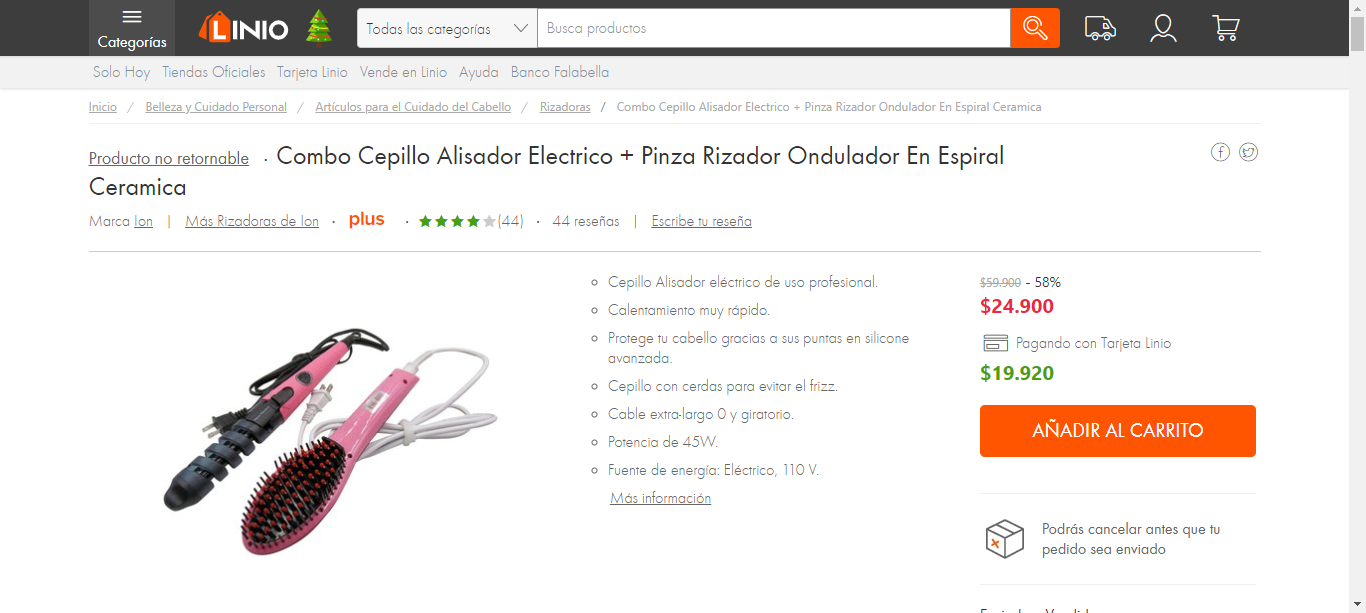 Categorías
LINIO
Todas las categorías
Busca productos
Solo Hoy Tiendas Oficiales Tarjeta Linio Vende en Linio Ayuda Banco Falabella
Inicio / Belleza y Cuidado Personal / Artículos para el Cuidado del Cabello / Rizadoras / Combo Cepillo Alisador Electrico + Pinza Rizador Ondulador En Espiral Ceramica
Producto no retornable · Combo Cepillo Alisador Electrico + Pinza Rizador Ondulador En Espiral
Ceramica
Marca Ion | Más Rizadoras de Ion · plus · (44) · 44 reseñas | Escribe tu reseña
Cepillo Alisador eléctrico de uso profesional.
Calentamiento muy rápido.
Protege tu cabello gracias a sus puntas en silicone
avanzada.
Cepillo con cerdas para evitar el frizz.
Cable extra-largo 0 y giratorio.
Potencia de 45W.
Fuente de energía: Eléctrico, 110 V.
Más información
$59.900 - 58%
$24.900
Pagando con Tarjeta Linio
$19.920
AÑADIR AL CARRITO
Podrás cancelar antes que tu
pedido sea enviado